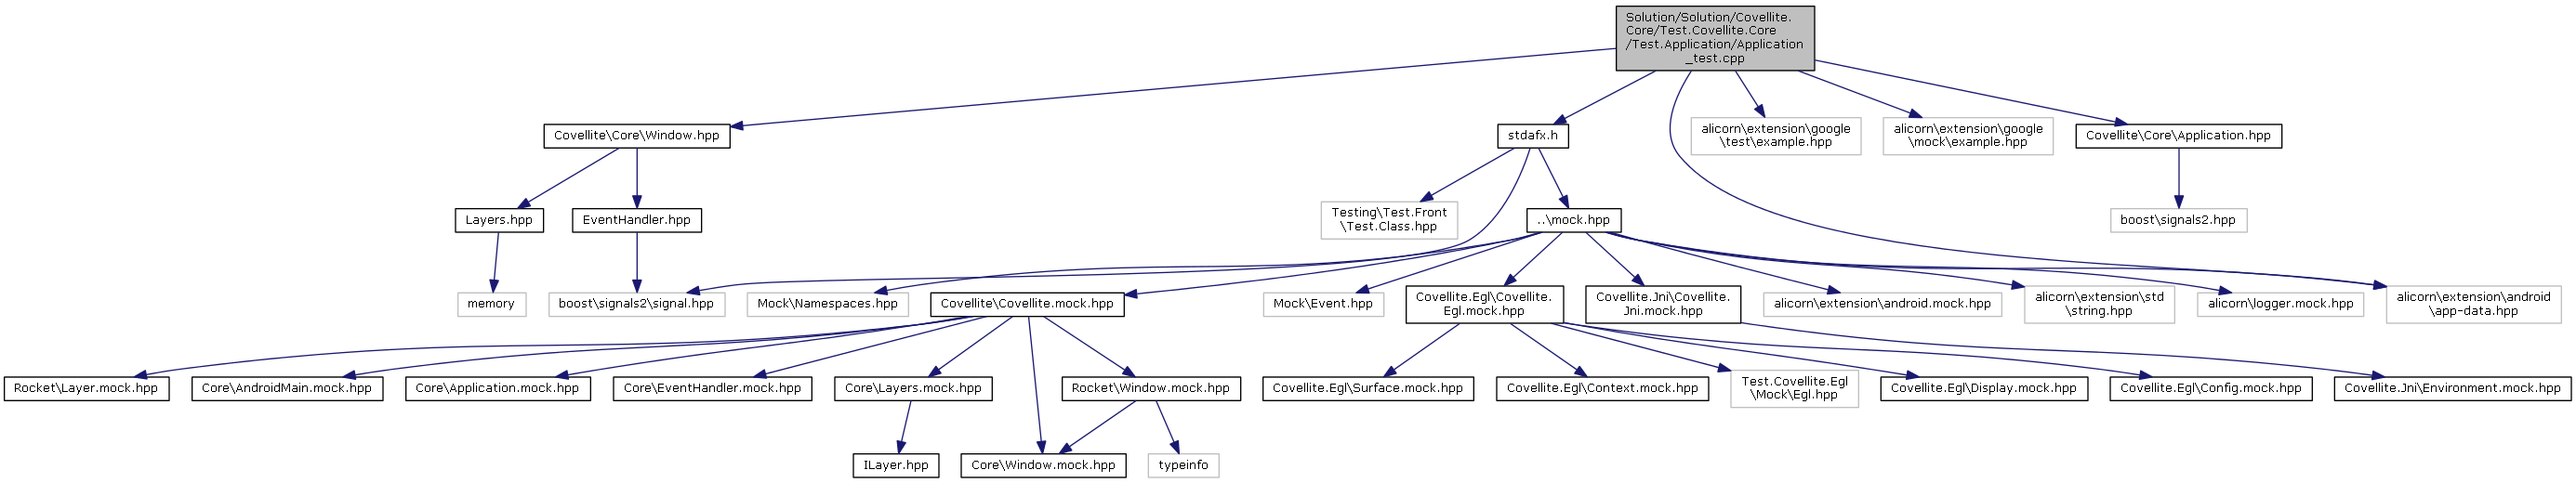 Solution/Solution/Covellite.
Core/Test.Covellite.Core
/Test.Application/Application
_test.cpp
Covellite\Core\Window.hpp
stdafx.h
alicorn\extension\google
\test\example.hpp
alicorn\extension\google
\mock\example.hpp
Covellite\Core\Application.hpp
Layers.hpp
EventHandler.hpp
Testing\Test.Front
\Test.Class.hpp
..\mock.hpp
boost\signals2.hpp
memory
boost\signals2\signal.hpp
Mock\Namespaces.hpp
Covellite\Covellite.mock.hpp
Mock\Event.hpp
Covellite.Egl\Covellite.
Egl.mock.hpp
Covellite.Jni\Covellite.
Jni.mock.hpp
alicorn\extension\android.mock.hpp
alicorn\extension\std
\string.hpp
alicorn\logger.mock.hpp
alicorn\extension\android
\app-data.hpp
Rocket\Layer.mock.hpp
Core\AndroidMain.mock.hpp
Core\Application.mock.hpp
Core\EventHandler.mock.hpp
Core\Layers.mock.hpp
Rocket\Window.mock.hpp
Covellite.Egl\Surface.mock.hpp
Covellite.Egl\Context.mock.hpp
Test.Covellite.Egl
\Mock\Egl.hpp
Covellite.Egl\Display.mock.hpp
Covellite.Egl\Config.mock.hpp
Covellite.Jni\Environment.mock.hpp
ILayer.hpp
Core\Window.mock.hpp
typeinfo